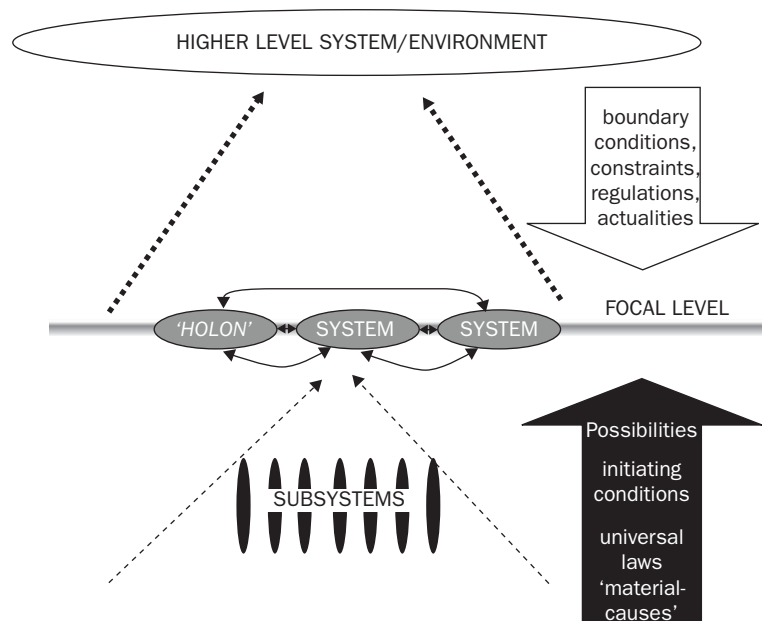 HIGHER LEVEL SYSTEM/ENVIRONMENT
boundary
conditions,
constraints,
regulations,
actualities
FOCAL LEVEL
‘HOLON’
SYSTEM
SYSTEM
SUBSYSTEMS
Possibilities
initiating
conditions
universal
laws
‘material-
causes’